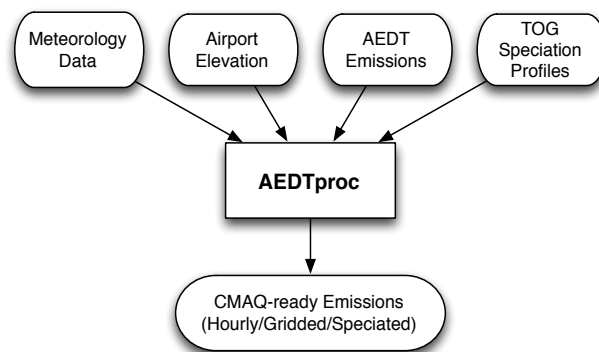 Meteorology
Data
Airport
Elevation
AEDT
Emissions
TOG
Speciation
Profiles
AEDTproc
CMAQ-ready Emissions
(Hourly/Gridded/Speciated)